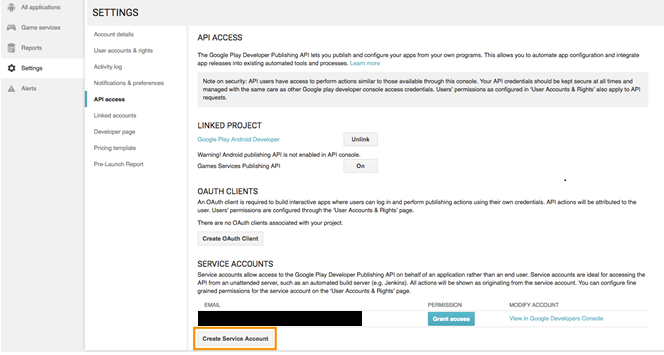 All applications
Game services
Reports
Settings
Alerts
SETTINGS
Account details
User accounts & rights
Activity log
Notifications & preferences
API access
Linked accounts
Developer page
Pricing template
Pre-Launch Report
API ACCESS
The Google Play Developer Publishing API lets you publish and configure your apps from your own programs. This allows you to automate app configuration and integrate
app releases into existing automated tools and processes. Learn more
Note on security: API users have access to perform actions similar to those available through this console. Your API credentials should be kept secure at all times and
managed with the same care as other Google play developer console access credentials. Users' permissions as configured in 'User Accounts & Rights' also apply to API
requests.
LINKED PROJECT
Google Play Android Developer Unlink
Warning! Android publishing API is not enabled in API console.
Games Services Publishing API On
OAUTH CLIENTS
An OAuth client is required to build interactive apps where users can log in and perform publishing actions using their own credentials. API actions will be attributed to the
user. Users' permissions are configured through the 'User Accounts & Rights' page.
There are no OAuth clients associated with your project.
Create OAuth Client
SERVICE ACCOUNTS
Service accounts allow access to the Google Play Developer Publishing API on behalf of an application rather than an end user. Service accounts are ideal for accessing the
API from an unattended server, such as an automated build server (e.g. Jenkins). All actions will be shown as originating from the service account. You can configure fine
grained permissions for the service account on the 'User Accounts & Rights' page.
EMAIL PERMISSION MODIFY ACCOUNT
Grant access View in Google Developers Console
Create Service Account